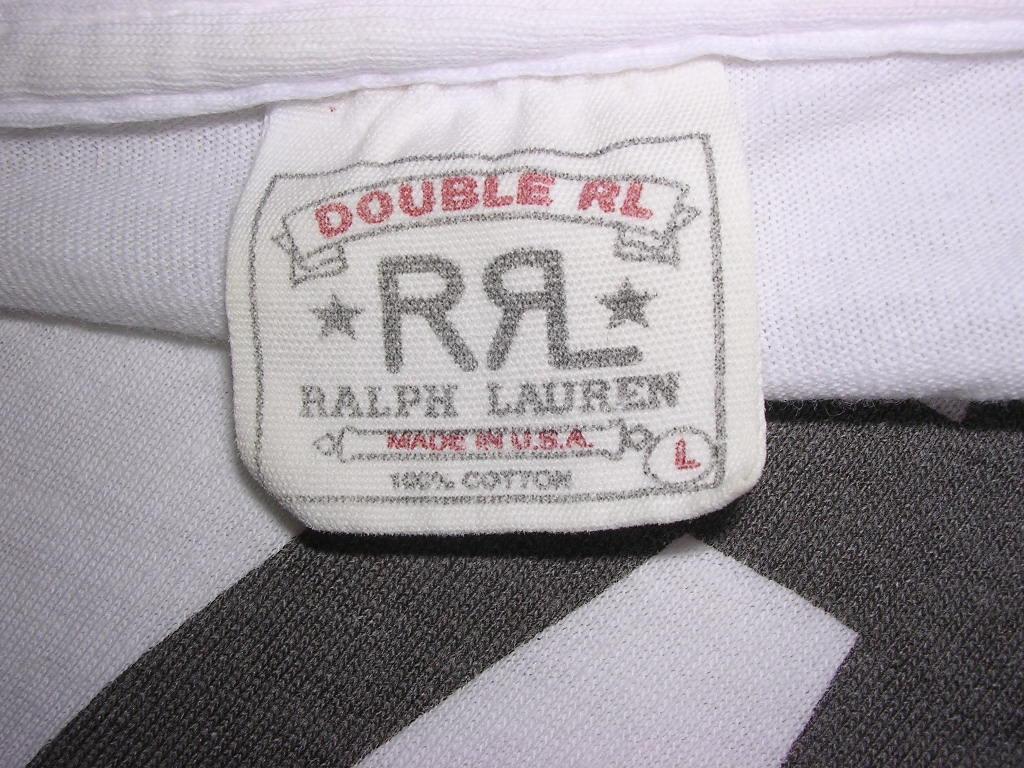 DOUBLE RL
RRL
RALPH LAUREN
MADE IN U.S.A.
L
100% COTTON